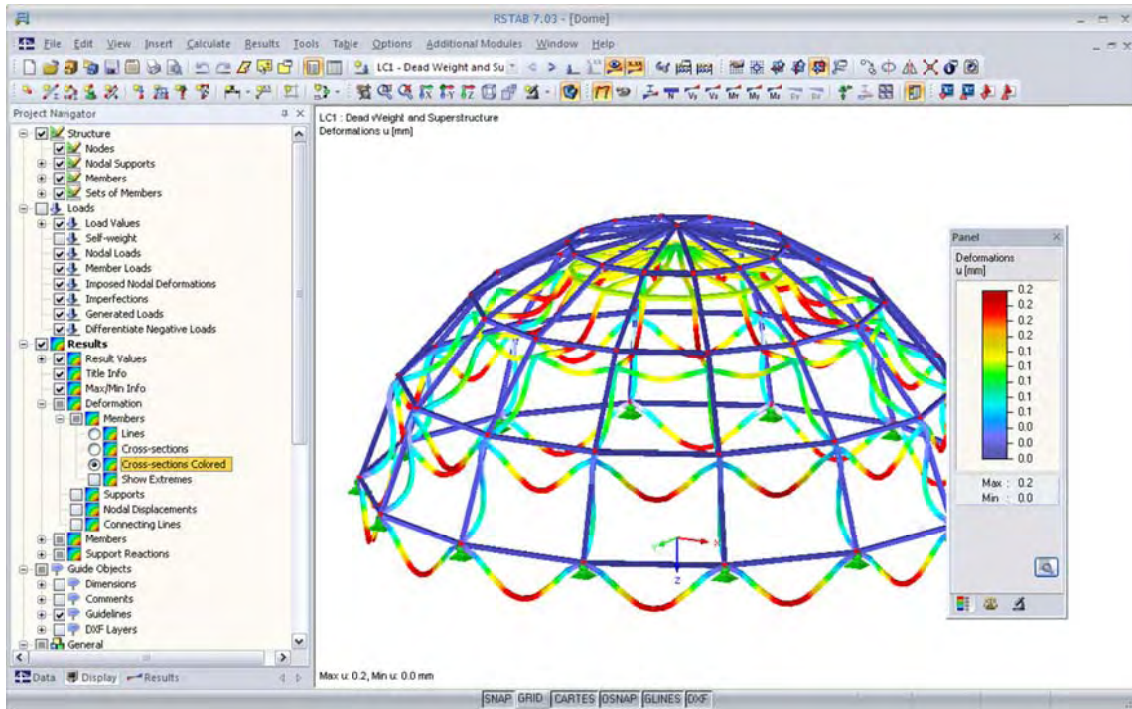 RSTAB 7.03 - [Dome]
File Edit View Insert Calculate Results Tools Table Options Additional Modules Window Help
LC1 - Dead Weight and Su
Project Navigator
Structure
Nodes
Nodal Supports
Members
Sets of Members
Loads
Load Values
Self-weight
Nodal Loads
Member Loads
Imposed Nodal Deformations
Imperfections
Generated Loads
Differentiate Negative Loads
Results
Result Values
Title Info
Max/Min Info
Deformation
Members
Lines
Cross-sections
Cross-sections Colored
Show Extremes
Supports
Nodal Displacements
Connecting Lines
Members
Support Reactions
Guide Objects
Dimensions
Comments
Guidelines
DXF Layers
General
Data Display Results
LC1 : Dead Weight and Superstructure
Deformations u [mm]
X
Z
Max u: 0.2, Min u: 0.0 mm
Panel
Deformations
u [mm]
0.2
0.2
0.2
0.2
0.1
0.1
0.1
0.1
0.1
0.0
0.0
0.0
Max : 0.2
Min : 0.0
SNAP GRID CARTES OSNAP GLINES DXF